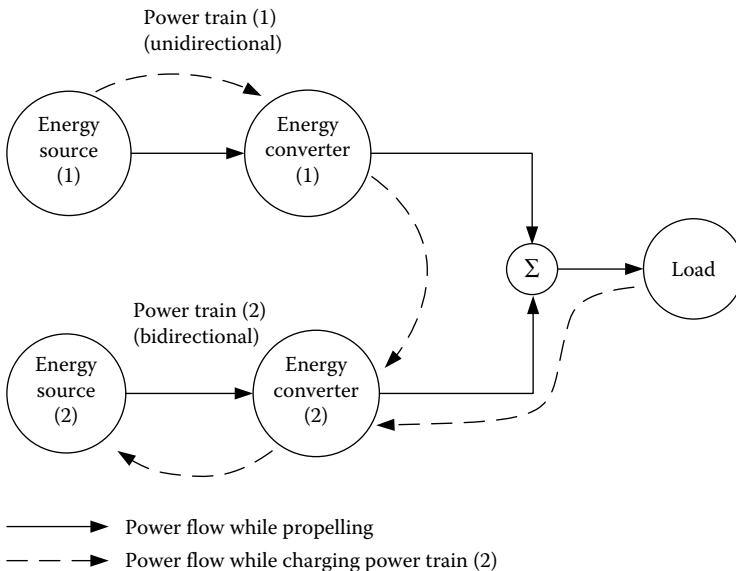 Power train (1)
(unidirectional)
Energy
source
(1)
Energy
converter
(1)
Σ
Load
Power train (2)
(bidirectional)
Energy
source
(2)
Energy
converter
(2)
Power flow while propelling
Power flow while charging power train (2)